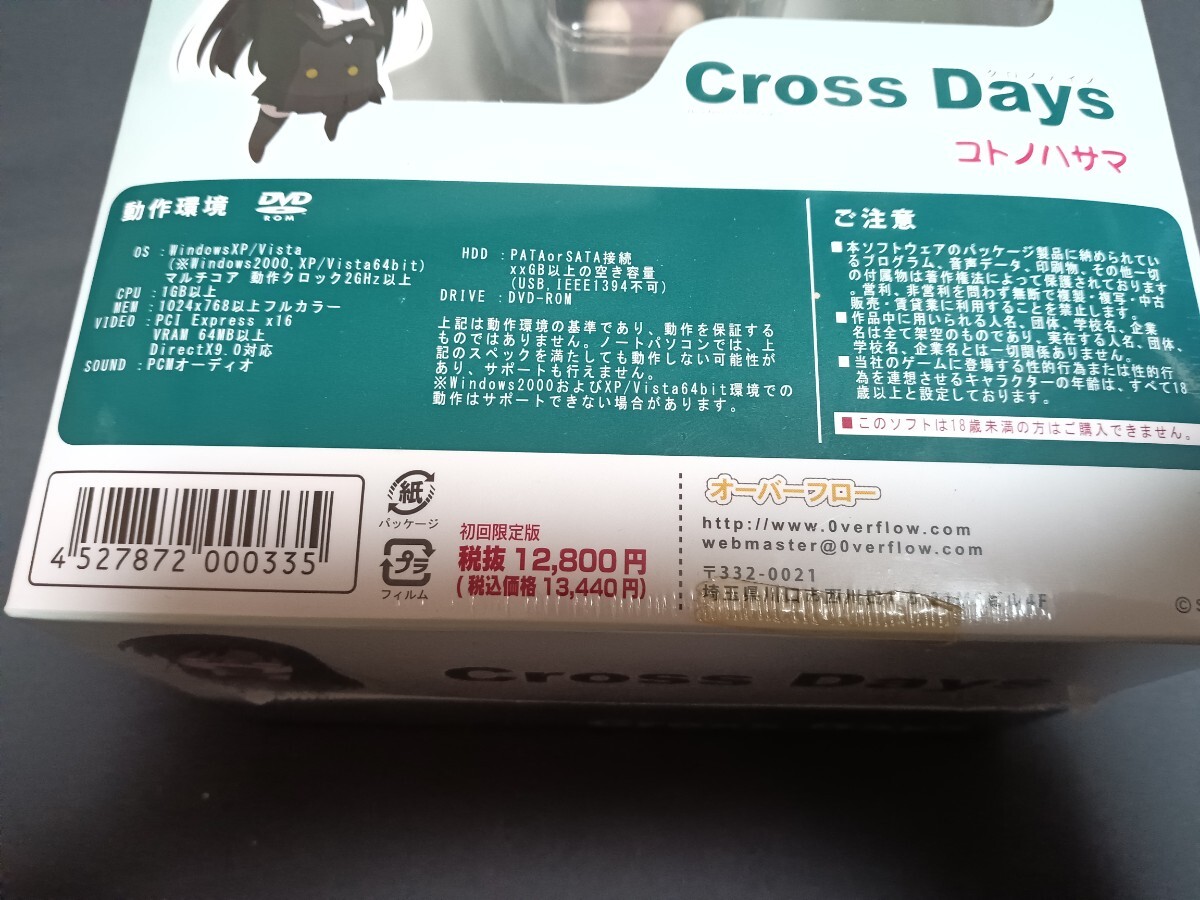 Cross Days
クロスデイズ
コトノハサマ
動作環境
DVD
ROM
OS : WindowsXP/Vista
(※Windows2000,XP/Vista64bit)
マルチコア 動作クロック2GHz以上
CPU : 1GB以上
MEM : 1024x768以上フルカラー
VIDEO : PCI Express x16
VRAM 64MB以上
DirectX9.0対応
SOUND : PCMオーディオ
HDD : PATAorSATA接続
xxGB以上の空き容量
(USB,IEEE1394不可)
DRIVE : DVD-ROM
上記は動作環境の基準であり、動作を保証する
ものではありません。ノートパソコンでは、上
記のスペックを満たしても動作しない可能性が
あり、サポートも行えません。
※Windows2000およびXP/Vista64bit環境での
動作はサポートできない場合があります。
ご注意
■本ソフトウェアのパッケージ製品に納められてい
るプログラム、音声データ、印刷物、その他一切
の付属物は著作権法によって保護されております
。営利、非営利を問わず無断で複製・複写・中古
販売・賃貸業に利用することを禁止します。
■作品中に用いられる人名、団体、学校名、企業
名は全て架空のものであり、実在する人名、団体、
学校名、企業名とは一切関係ありません。
■当社のゲームに登場する性的行為または性的行
為を連想させるキャラクターの年齢は、すべて18
歳以上と設定しております。
■このソフトは18歳未満の方はご購入できません。
4 527872 000335
紙
パッケージ
プラ
フィルム
初回限定版
税抜 12,800円
(税込価格 13,440円)
オーバーフロー
http://www.0verflow.com
webmaster@0verflow.com
〒332-0021
埼玉県川口市西川口
ビル4F
©S
Cross Days